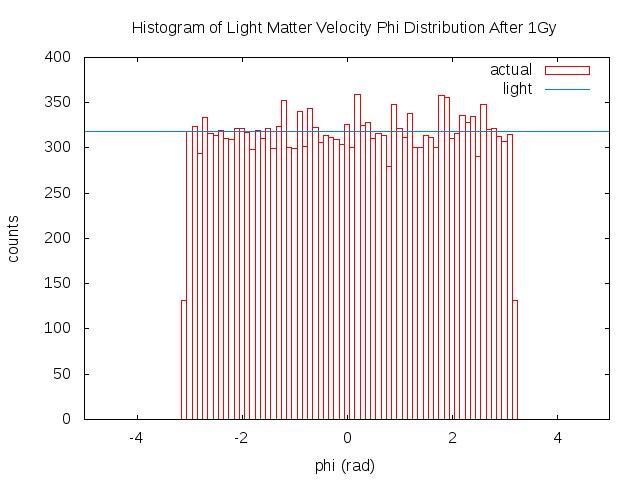 Histogram of Light Matter Velocity Phi Distribution After 1Gy
400
350
300
250
200
150
100
50
0
counts
actual
light
-4
-2
0
2
4
phi (rad)